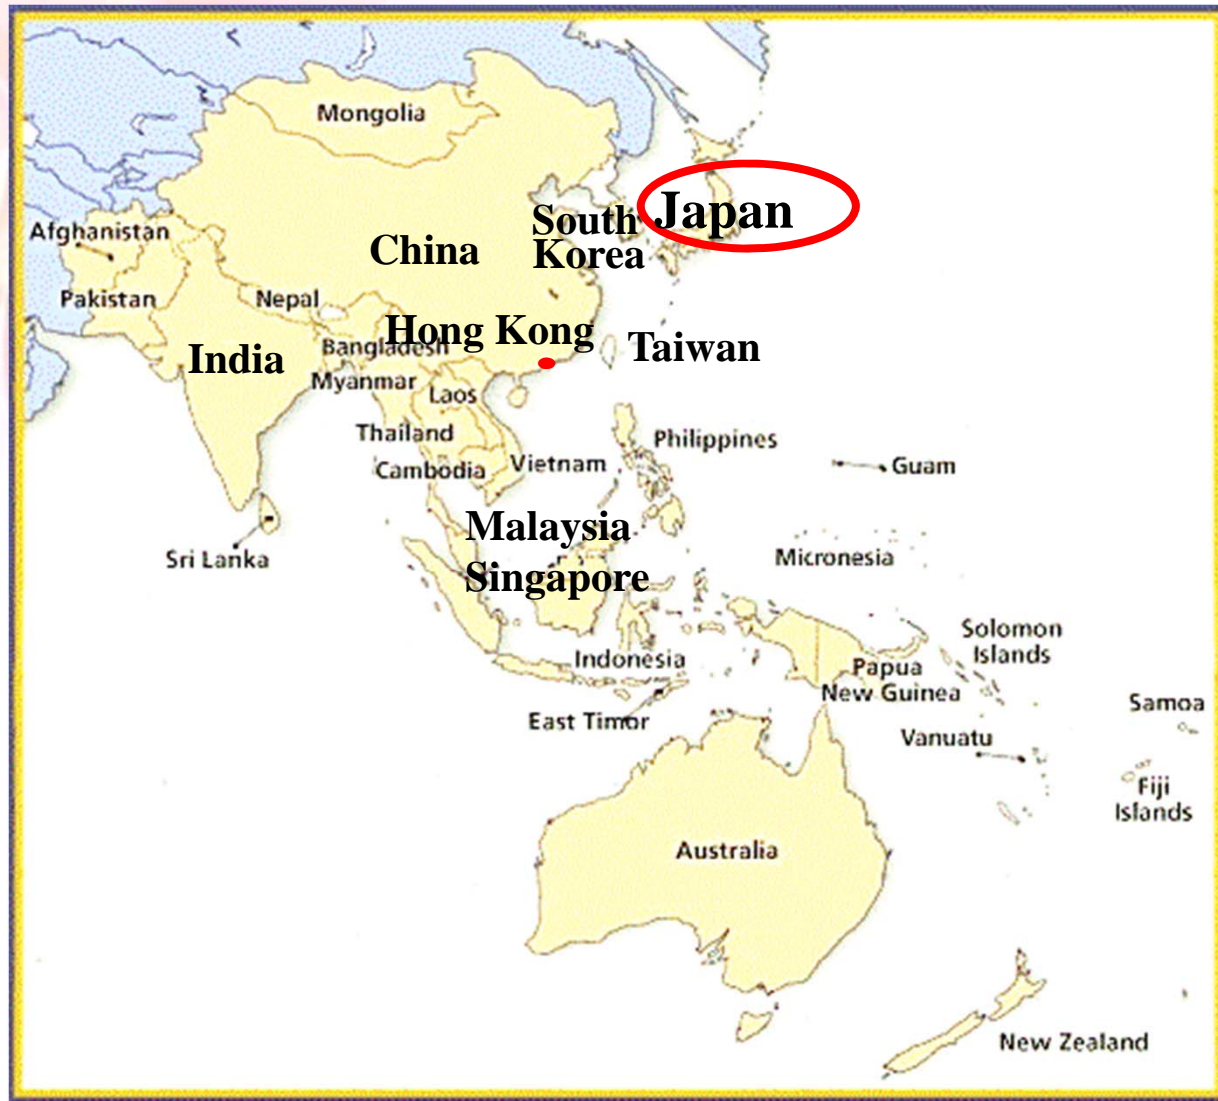 Mongolia
Japan
South
Korea
Afghanistan
China
Pakistan
Nepal
Hong Kong
Bangladesh
Taiwan
India
Myanmar
Laos
Thailand
Philippines
Cambodia
Vietnam
Guam
Malaysia
Sri Lanka
Micronesia
Singapore
Solomon
Islands
Indonesia
Papua
New Guinea
Samoa
East Timor
Vanuatu
Fiji
Islands
Australia
New Zealand